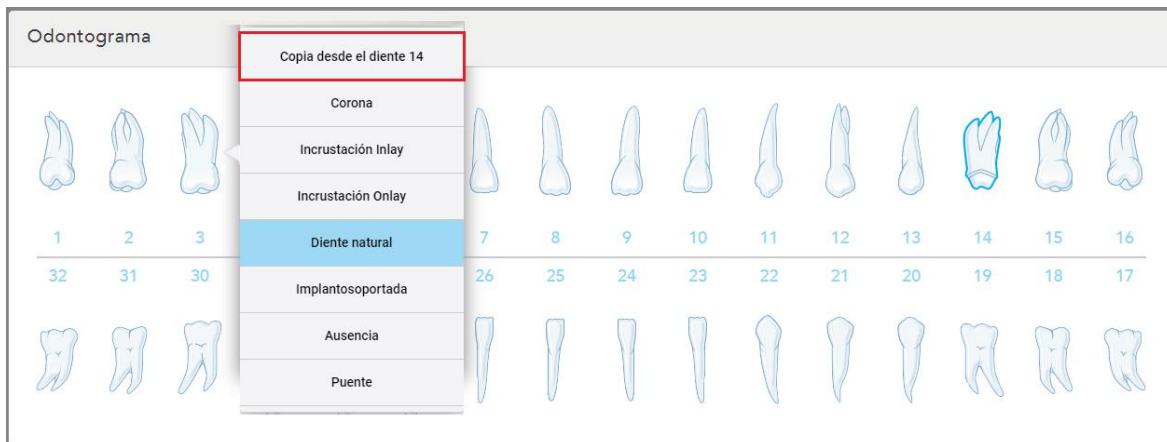 Odontograma
Copia desde el diente 14
Corona
Incrustación Inlay
Incrustación Onlay
Diente natural
Implantosoportada
Ausencia
Puente
1 2 3 7 8 9 10 11 12 13 14 15 16
32 31 30 26 25 24 23 22 21 20 19 18 17